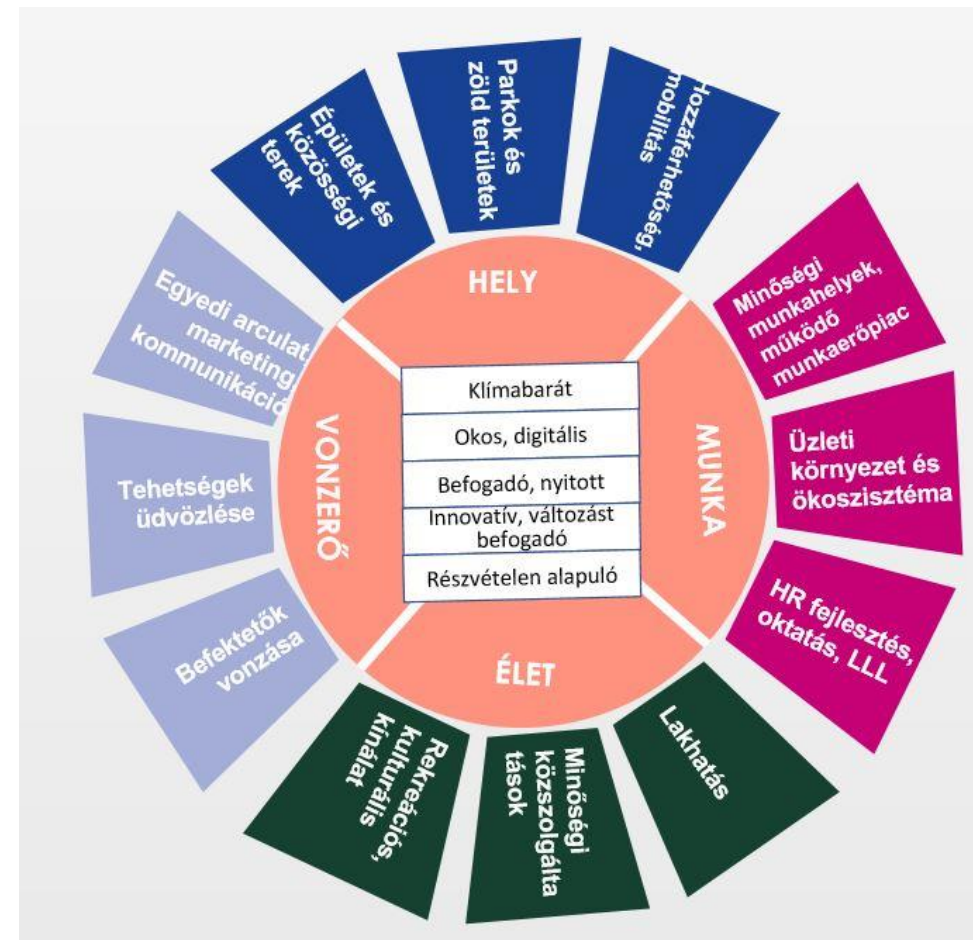 Épületek és
közösségi
terek
Parkok és
zöld területek
Hozzáférhetőség,
mobilitás
Minőségi
munkahelyek,
működő
munkaerőpiac
Üzleti
környezet és
ökoszisztéma
HR fejlesztés,
oktatás, LLL
Lakhatás
Minőségi
közszolgálta
tások
Rekreációs,
kulturális
kínálat
Befektetők
vonzása
Tehetségek
üdvözlése
Egyedi arculat,
marketing,
kommunikáció
HELY
MUNKA
ÉLET
VONZERŐ
Klímabarát
Okos, digitális
Befogadó, nyitott
Innovatív, változást
befogadó
Részvételen alapuló